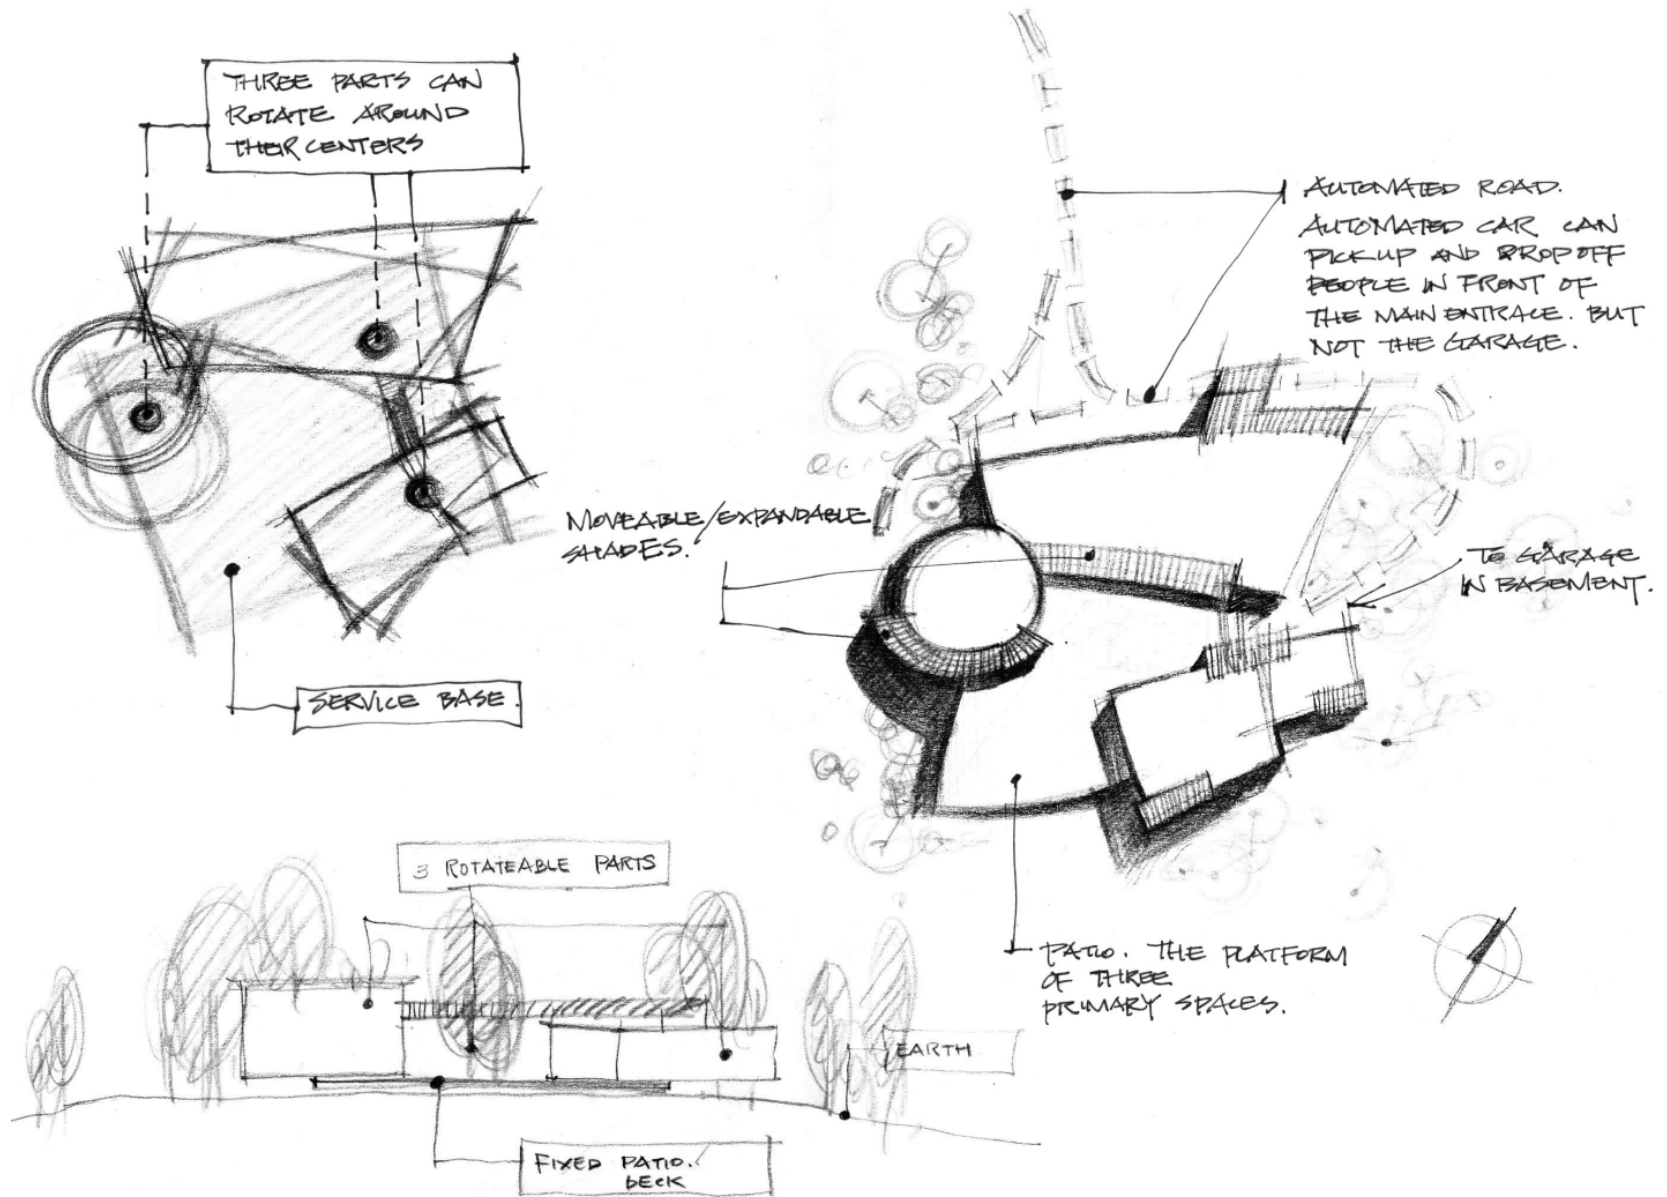 THREE PARTS CAN
ROTATE AROUND
THEIR CENTERS
SERVICE BASE.
MOVEABLE/EXPANDABLE
SHADES.
AUTOMATED ROAD.
AUTOMATED CAR CAN
PICK UP AND DROP OFF
PEOPLE IN FRONT OF
THE MAIN ENTRACE. BUT
NOT THE GARAGE.
TO GARAGE
IN BASEMENT.
PATIO. THE PLATFORM
OF THREE
PRIMARY SPACES.
3 ROTATEABLE PARTS
EARTH
FIXED PATIO.
DECK